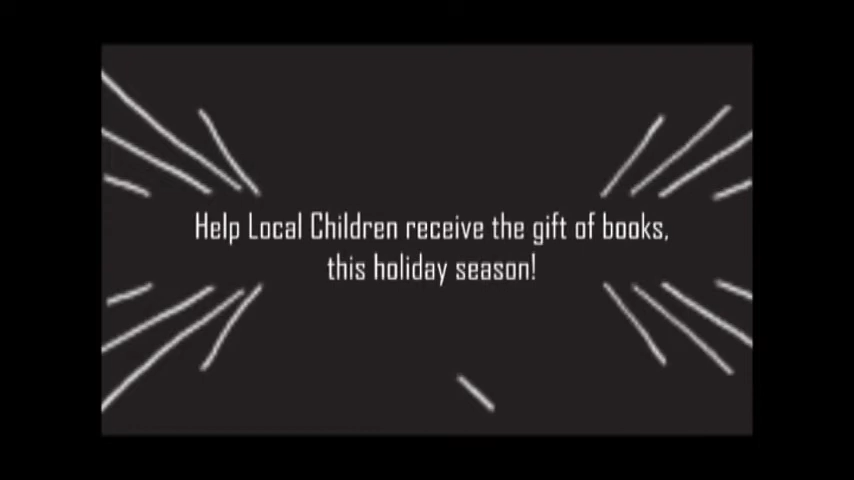 Help Local Children receive the gift of books,
this holiday season!